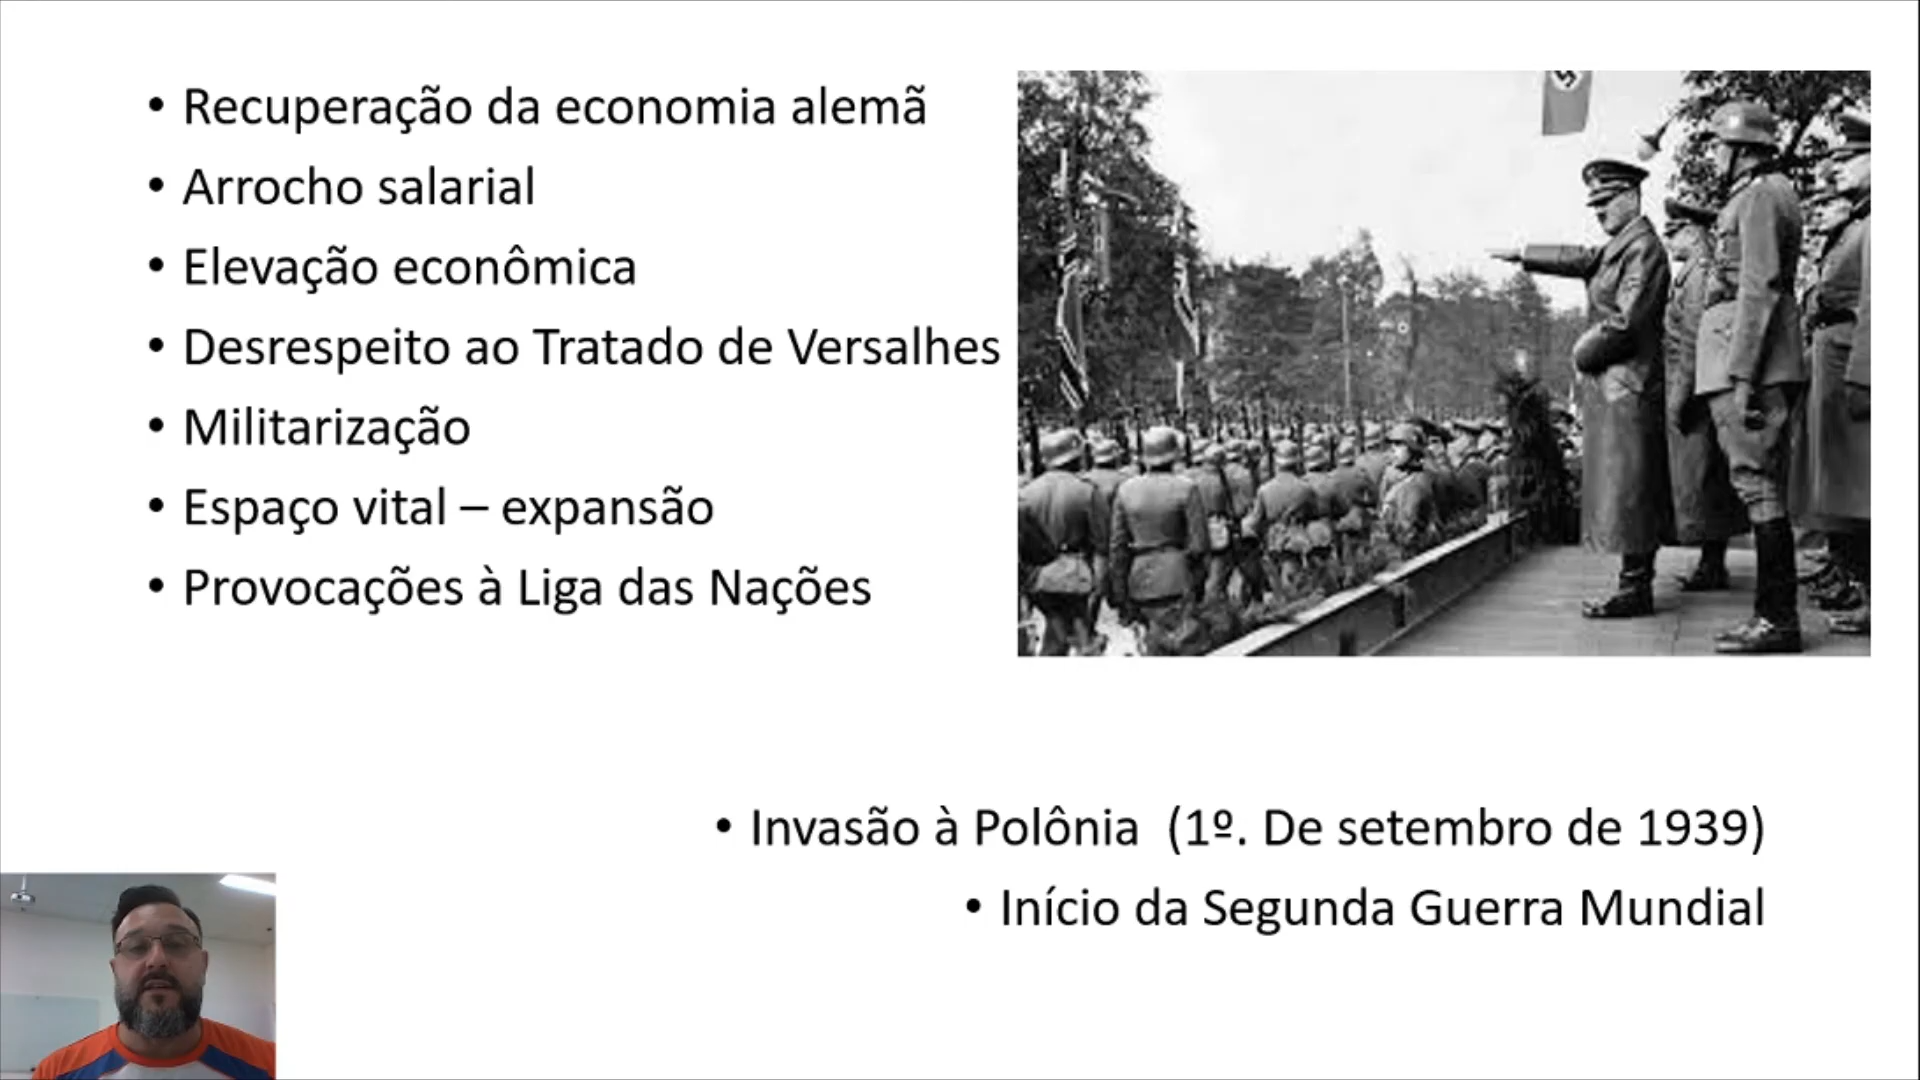 • Recuperação da economia alemã
• Arrocho salarial
• Elevação econômica
• Desrespeito ao Tratado de Versalhes
• Militarização
• Espaço vital – expansão
• Provocações à Liga das Nações
• Invasão à Polônia  (1º. De setembro de 1939)
• Início da Segunda Guerra Mundial